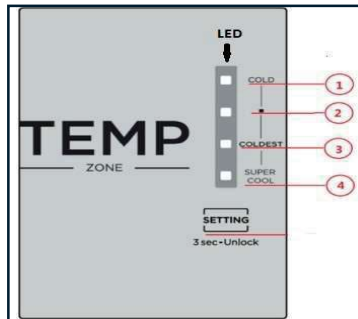 LED
COLD
1
2
TEMP
COLDEST
3
ZONE
SUPER
COOL
4
SETTING
3 sec•Unlock